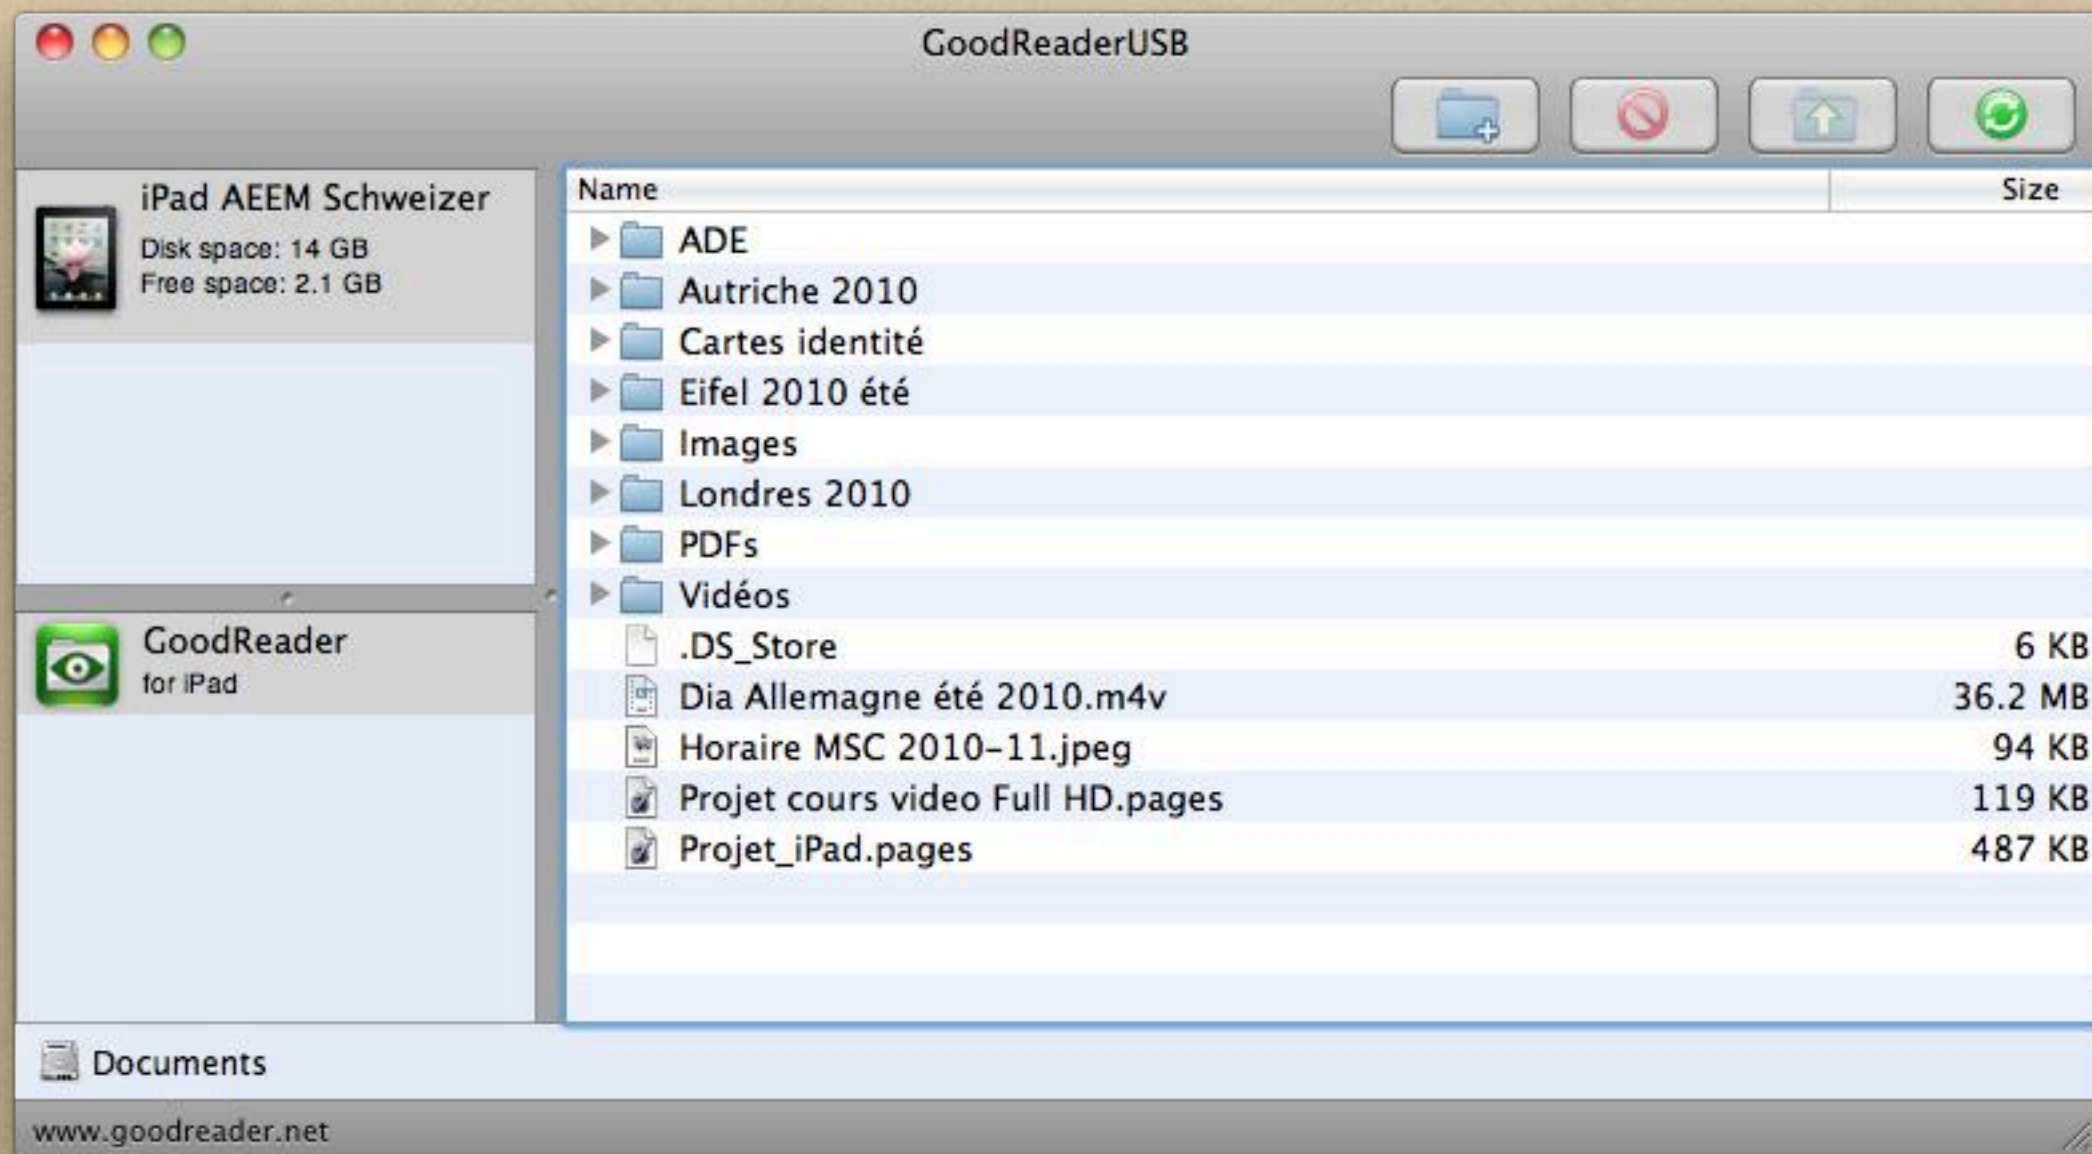 GoodReaderUSB
iPad AEEM Schweizer
Disk space: 14 GB
Free space: 2.1 GB
GoodReader
for iPad
Name Size
ADE
Autriche 2010
Cartes identité
Eifel 2010 été
Images
Londres 2010
PDFs
Vidéos
.DS_Store 6 KB
Dia Allemagne été 2010.m4v 36.2 MB
Horaire MSC 2010-11.jpeg 94 KB
Projet cours video Full HD.pages 119 KB
Projet_iPad.pages 487 KB
Documents
www.goodreader.net